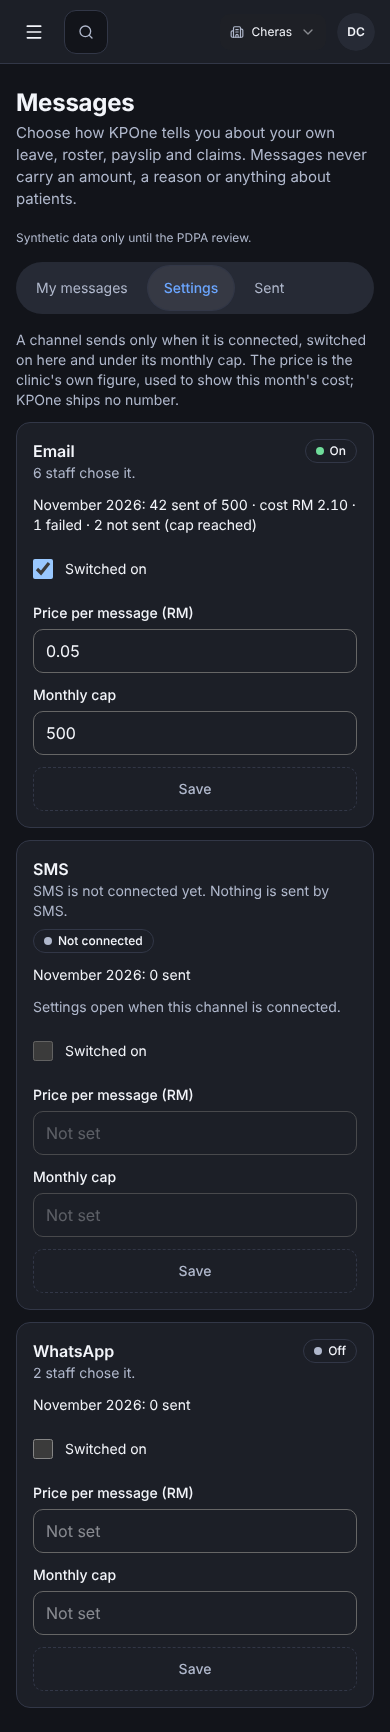 Cheras
DC
Messages
Choose how KPOne tells you about your own
leave, roster, payslip and claims. Messages never
carry an amount, a reason or anything about
patients.
Synthetic data only until the PDPA review.
My messages
Settings
Sent
A channel sends only when it is connected, switched
on here and under its monthly cap. The price is the
clinic's own figure, used to show this month's cost;
KPOne ships no number.
Email
On
6 staff chose it.
November 2026: 42 sent of 500 · cost RM 2.10 ·
1 failed · 2 not sent (cap reached)
Switched on
Price per message (RM)
0.05
Monthly cap
500
Save
SMS
SMS is not connected yet. Nothing is sent by
SMS.
Not connected
November 2026: 0 sent
Settings open when this channel is connected.
Switched on
Price per message (RM)
Not set
Monthly cap
Not set
Save
WhatsApp
Off
2 staff chose it.
November 2026: 0 sent
Switched on
Price per message (RM)
Not set
Monthly cap
Not set
Save